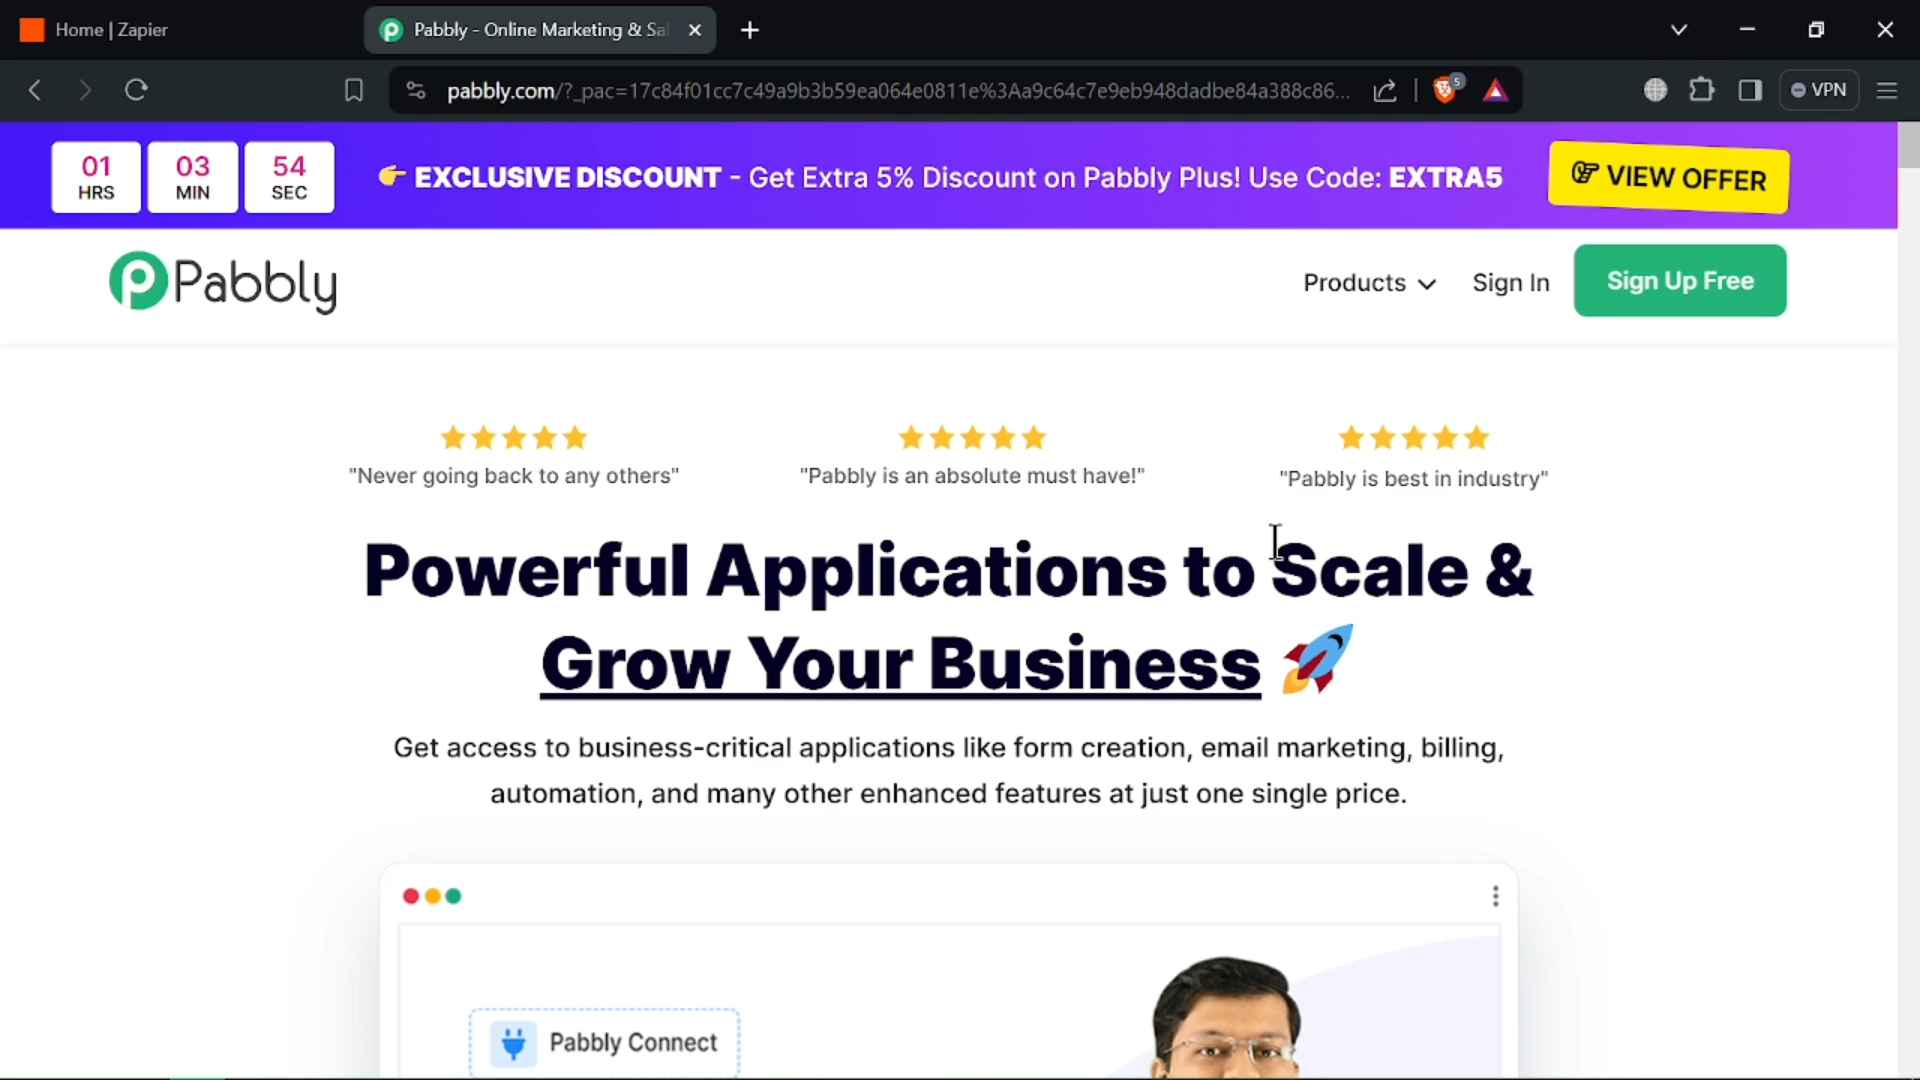 Home | Zapier
Pabbly - Online Marketing & Sal
pabbly.com/?_pac=17c84f01cc7c49a9b3b59ea064e0811e%3Aa9c64c7e9eb948dadbe84a388c86...
5
VPN
01 HRS
03 MIN
54 SEC
👉 EXCLUSIVE DISCOUNT - Get Extra 5% Discount on Pabbly Plus! Use Code: EXTRA5
VIEW OFFER
Pabbly
Products
Sign In
Sign Up Free
"Never going back to any others"
"Pabbly is an absolute must have!"
"Pabbly is best in industry"
Powerful Applications to Scale &
Grow Your Business 🚀
Get access to business-critical applications like form creation, email marketing, billing,
automation, and many other enhanced features at just one single price.
Pabbly Connect